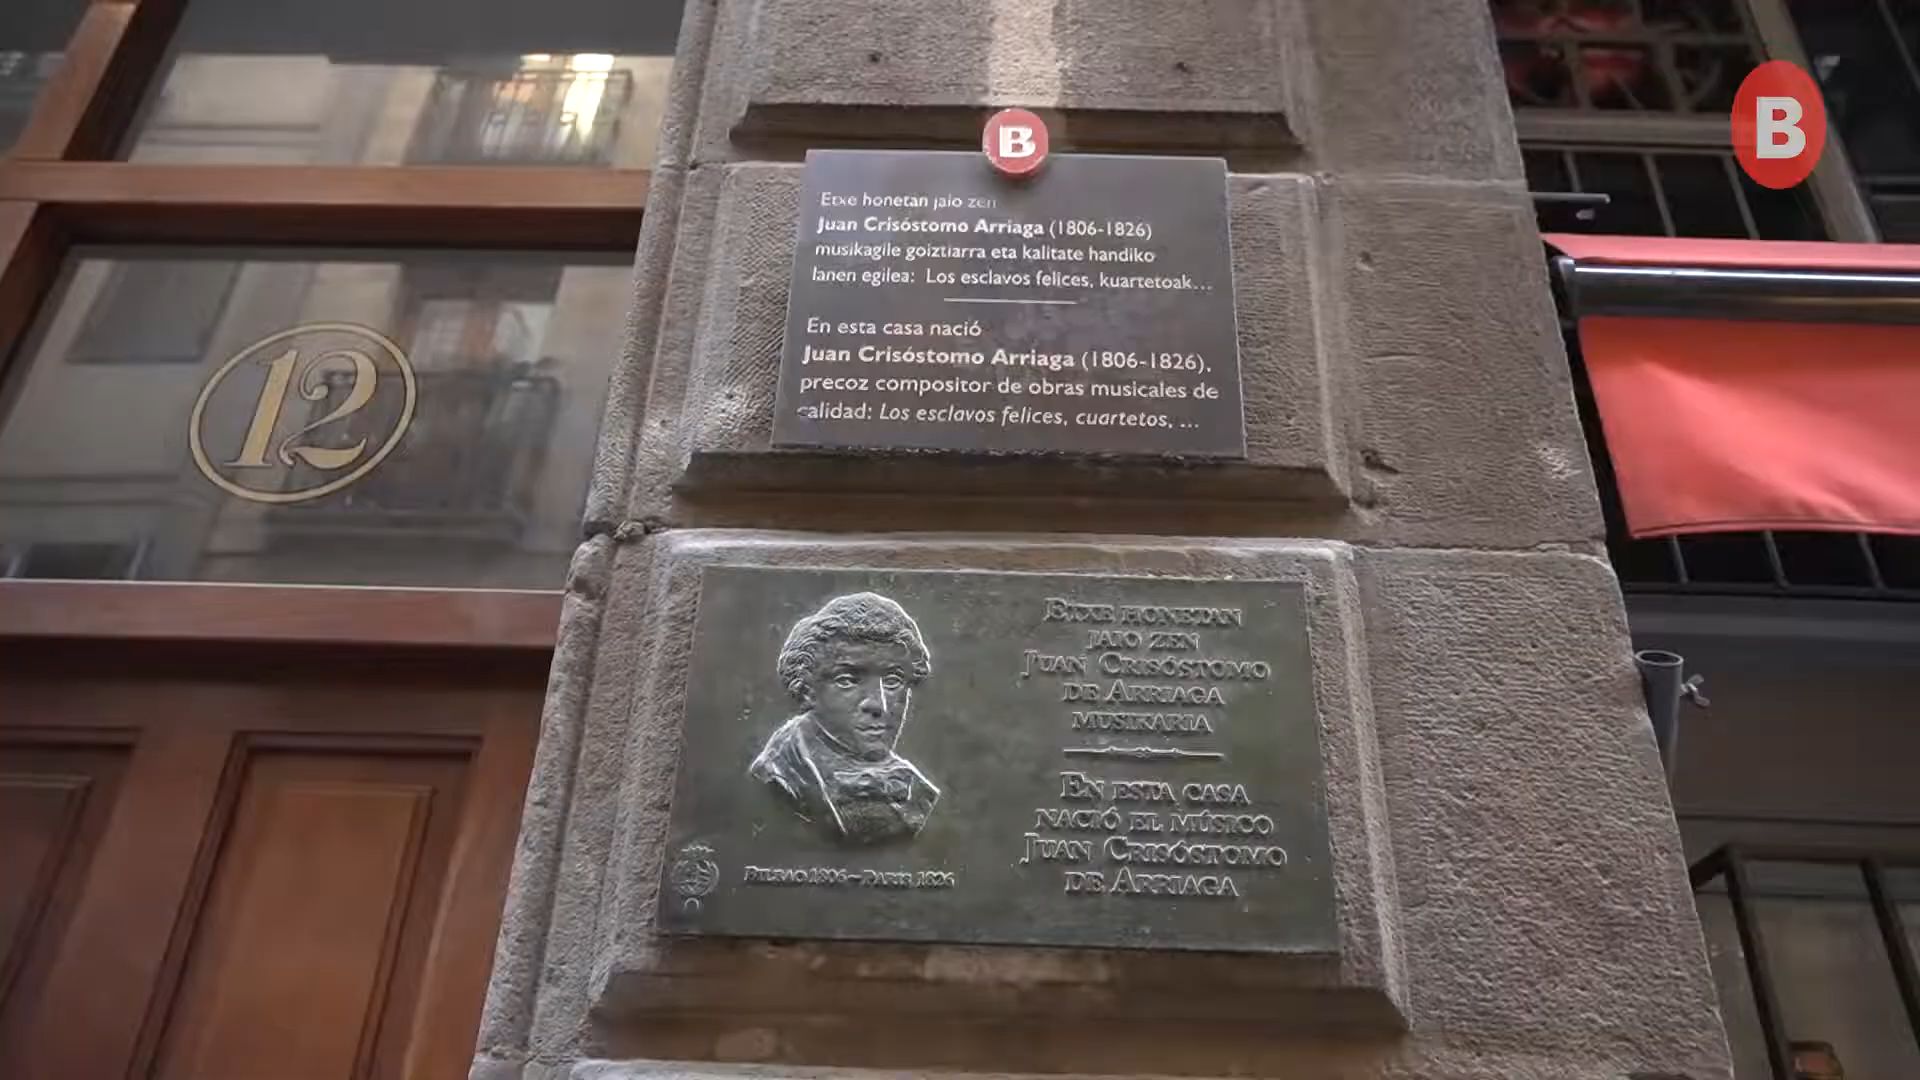 B
B
Etxe honetan jaio zen
Juan Crisóstomo Arriaga (1806-1826)
musikagile goiztiarra eta kalitate handiko
lanen egilea: Los esclavos felices, kuartetoak...
En esta casa nació
Juan Crisóstomo Arriaga (1806-1826),
precoz compositor de obras musicales de
calidad: Los esclavos felices, cuartetos, ...
12
ETXE HONETAN
JAIO ZEN
JUAN CRISÓSTOMO
DE ARRIAGA
MUSIKARIA
EN ESTA CASA
NACIÓ EL MÚSICO
JUAN CRISÓSTOMO
DE ARRIAGA
BILBAO 1806 – PARIS 1826